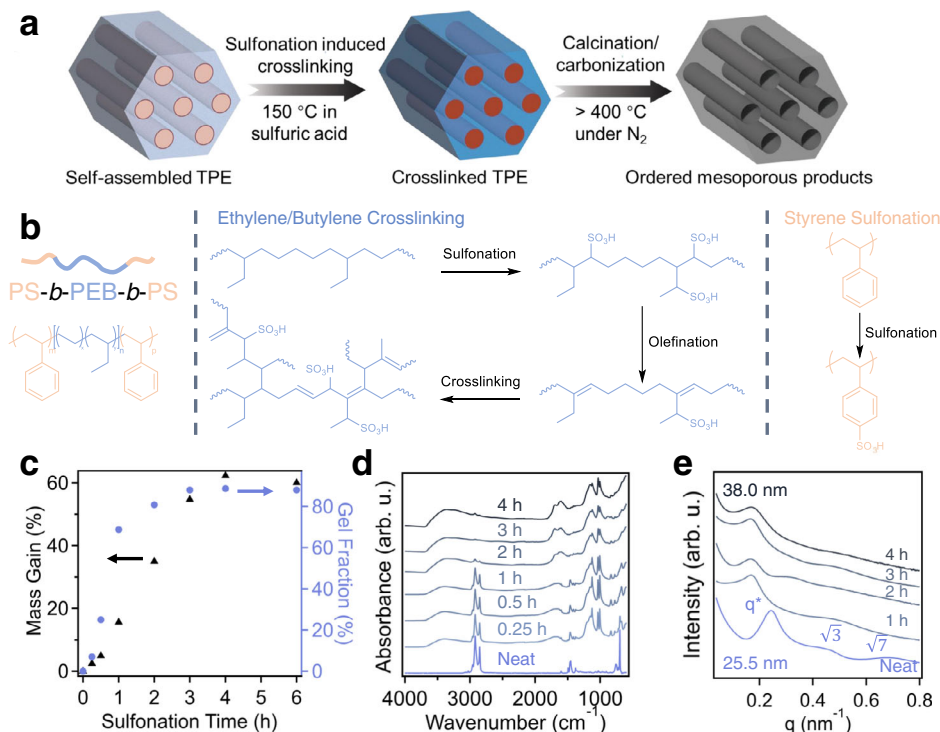 a
Sulfonation induced
crosslinking
150 °C in
sulfuric acid
Calcination/
carbonization
> 400 °C
under N2
Self-assembled TPE
Crosslinked TPE
Ordered mesoporous products
b
PS-b-PEB-b-PS
m
n
p
Ethylene/Butylene Crosslinking
Sulfonation
SO3H
SO3H
SO3H
Olefination
SO3H
Crosslinking
SO3H
SO3H
SO3H
Styrene Sulfonation
Sulfonation
SO3H
c
Mass Gain (%)
60
40
20
0
80
60
40
20
0
Gel Fraction (%)
0 1 2 3 4 5 6
Sulfonation Time (h)
d
Absorbance (arb. u.)
4 h
3 h
2 h
1 h
0.5 h
0.25 h
Neat
4000 3000 2000 1000
Wavenumber (cm-1)
e
Intensity (arb. u.)
38.0 nm
4 h
3 h
2 h
1 h
q*
√3
√7
25.5 nm
Neat
0.2 0.4 0.6 0.8
q (nm-1)